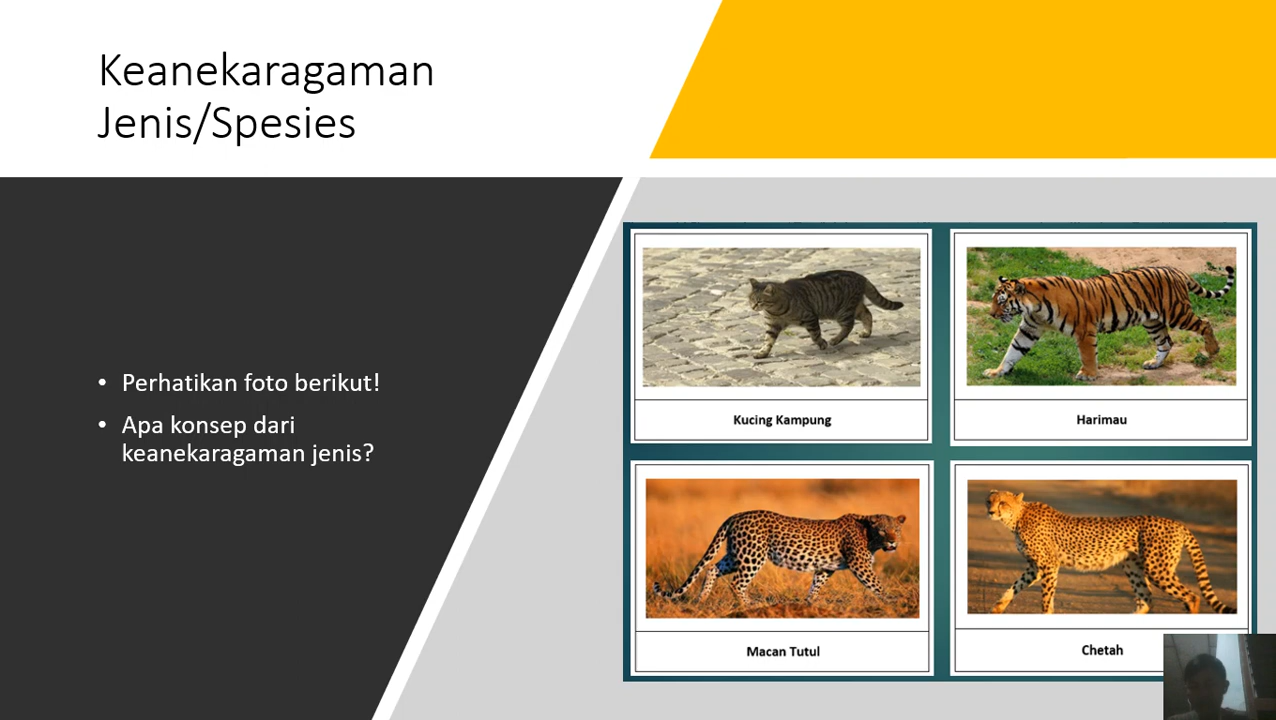 Keanekaragaman
Jenis/Spesies
• Perhatikan foto berikut!
• Apa konsep dari
keanekaragaman jenis?
Kucing Kampung
Harimau
Macan Tutul
Chetah